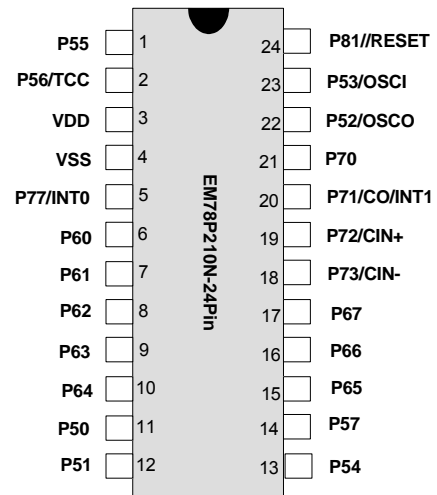 P55 1 24 P81//RESET
P56/TCC 2 23 P53/OSCI
VDD 3 22 P52/OSCO
VSS 4 21 P70
P77/INT0 5 20 P71/CO/INT1
P60 6 19 P72/CIN+
P61 7 18 P73/CIN-
P62 8 17 P67
P63 9 16 P66
P64 10 15 P65
P50 11 14 P57
P51 12 13 P54
EM78P210N-24Pin